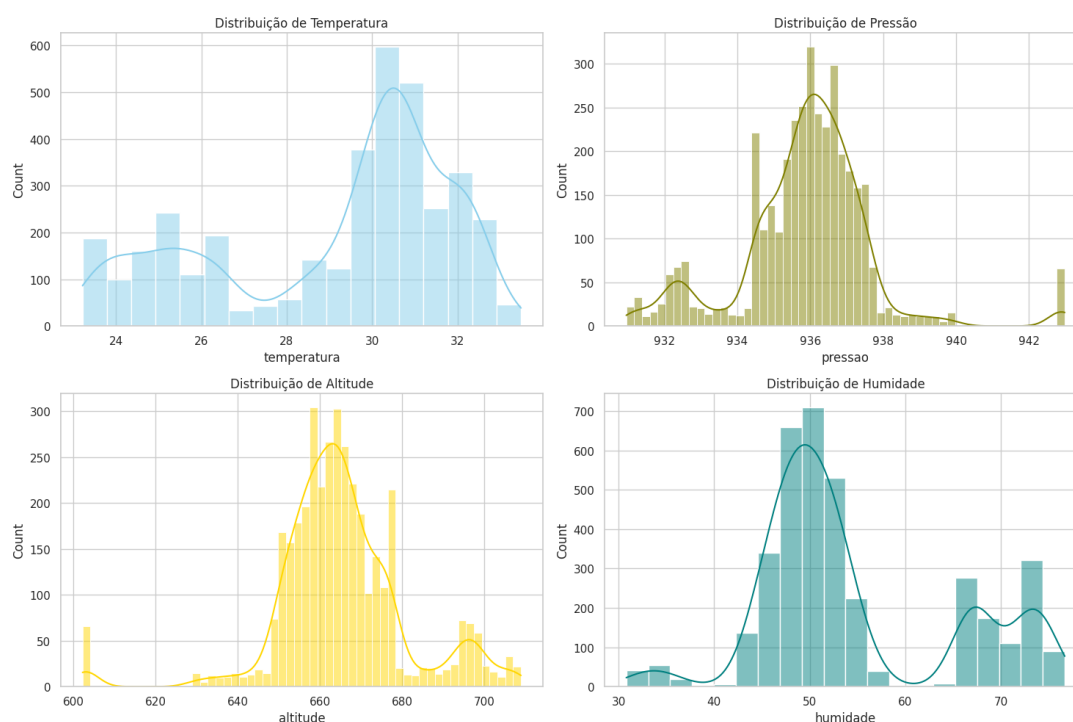 Distribuição de Temperatura
600
500
400
300
200
100
0
Count
24 26 28 30 32
temperatura
Distribuição de Pressão
300
250
200
150
100
50
0
Count
932 934 936 938 940 942
pressao
Distribuição de Altitude
300
250
200
150
100
50
0
Count
600 620 640 660 680 700
altitude
Distribuição de Humidade
700
600
500
400
300
200
100
0
Count
30 40 50 60 70
humidade